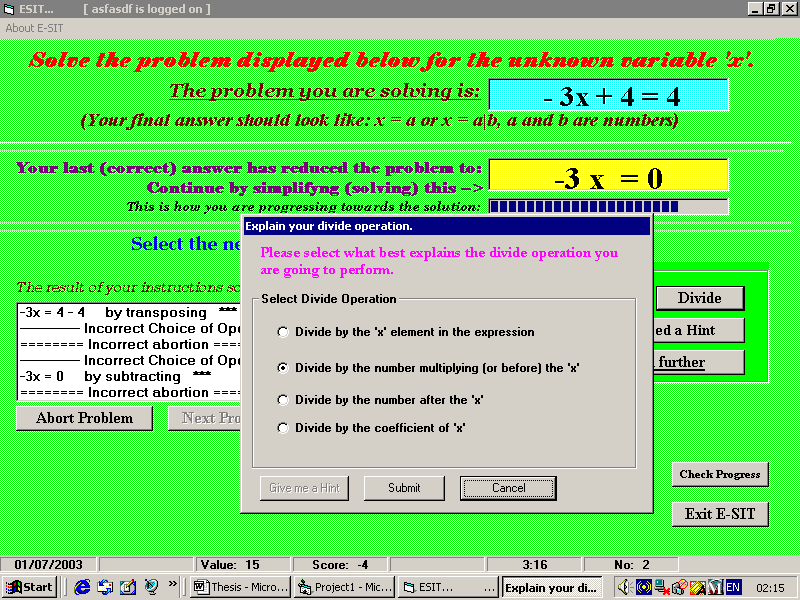 ESIT... [ asfasdf is logged on ]
About E-SIT
Solve the problem displayed below for the unknown variable 'x'.
The problem you are solving is:
- 3x + 4 = 4
(Your final answer should look like: x = a or x = a|b, a and b are numbers)
Your last (correct) answer has reduced the problem to:
Continue by simplifyng (solving) this -->
-3 x = 0
This is how you are progressing towards the solution:
Select the ne
The result of your instructions so
-3x = 4 - 4 by transposing ***
Incorrect Choice of Ope
======== Incorrect abortion ====
Incorrect Choice of Ope
-3x = 0 by subtracting ***
======== Incorrect abortion ====
Abort Problem
Next Pro
Explain your divide operation.
Please select what best explains the divide operation you
are going to perform.
Select Divide Operation
Divide by the 'x' element in the expression
Divide by the number multiplying (or before) the 'x'
Divide by the number after the 'x'
Divide by the coefficient of 'x'
Give me a Hint
Submit
Cancel
Divide
ed a Hint
further
Check Progress
Exit E-SIT
01/07/2003
Value: 15
Score: -4
3:16
No: 2
Start
»
Thesis - Micro...
Project1 - Mic...
ESIT... ...
Explain your di...
EN
02:15